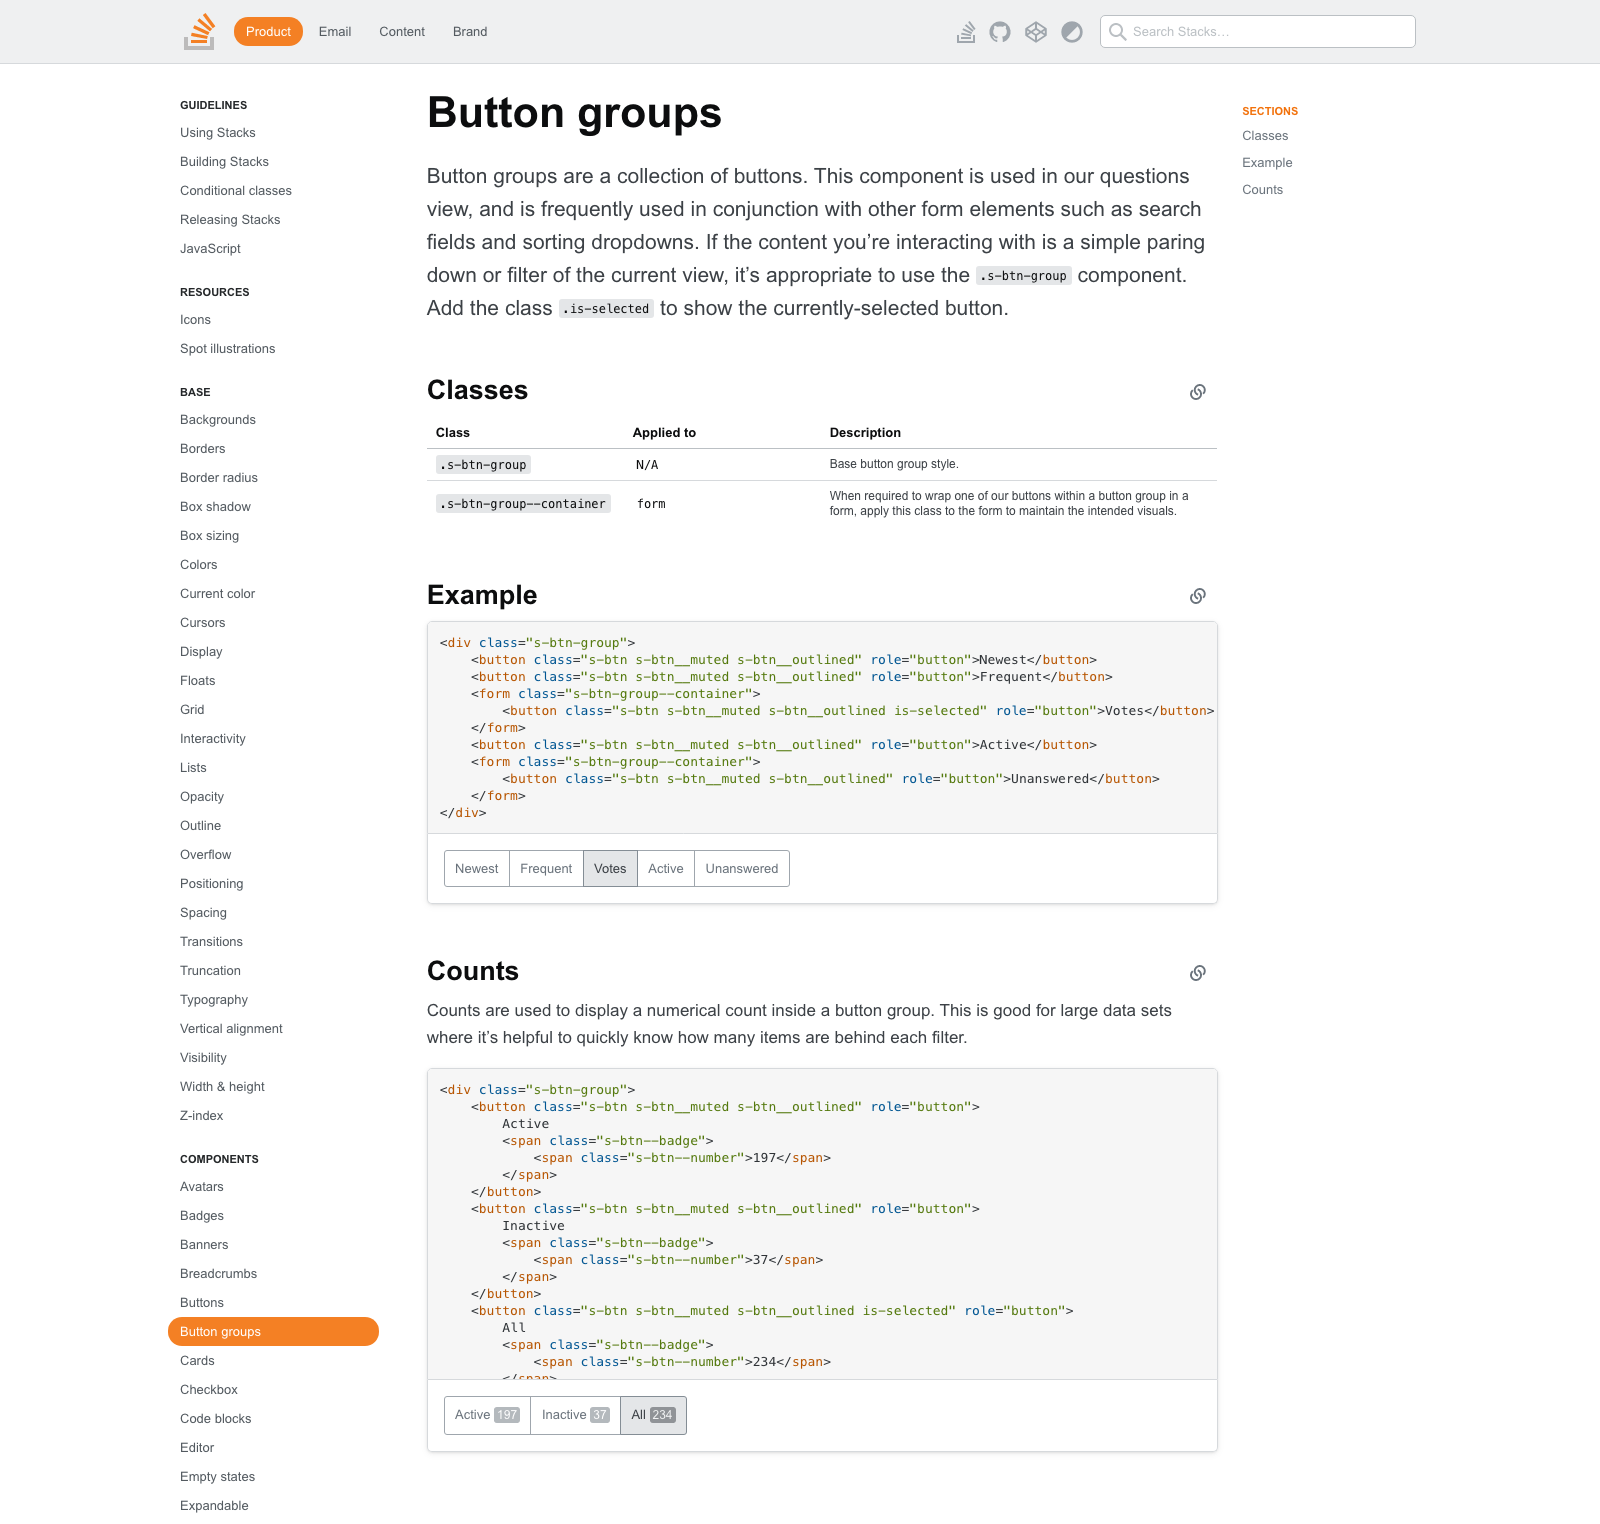 Product
Email
Content
Brand
Search Stacks…
GUIDELINES
Using Stacks
Building Stacks
Conditional classes
Releasing Stacks
JavaScript
RESOURCES
Icons
Spot illustrations
BASE
Backgrounds
Borders
Border radius
Box shadow
Box sizing
Colors
Current color
Cursors
Display
Floats
Grid
Interactivity
Lists
Opacity
Outline
Overflow
Positioning
Spacing
Transitions
Truncation
Typography
Vertical alignment
Visibility
Width & height
Z-index
COMPONENTS
Avatars
Badges
Banners
Breadcrumbs
Buttons
Button groups
Cards
Checkbox
Code blocks
Editor
Empty states
Expandable
Button groups
Button groups are a collection of buttons. This component is used in our questions
view, and is frequently used in conjunction with other form elements such as search
fields and sorting dropdowns. If the content you’re interacting with is a simple paring
down or filter of the current view, it’s appropriate to use the .s-btn-group component.
Add the class .is-selected to show the currently-selected button.
Classes
Class Applied to Description
.s-btn-group N/A Base button group style.
.s-btn-group--container form When required to wrap one of our buttons within a button group in a
form, apply this class to the form to maintain the intended visuals.
Example
<div class="s-btn-group">
    <button class="s-btn s-btn__muted s-btn__outlined" role="button">Newest</button>
    <button class="s-btn s-btn__muted s-btn__outlined" role="button">Frequent</button>
    <form class="s-btn-group--container">
        <button class="s-btn s-btn__muted s-btn__outlined is-selected" role="button">Votes</button>
    </form>
    <button class="s-btn s-btn__muted s-btn__outlined" role="button">Active</button>
    <form class="s-btn-group--container">
        <button class="s-btn s-btn__muted s-btn__outlined" role="button">Unanswered</button>
    </form>
</div>
Newest Frequent Votes Active Unanswered
Counts
Counts are used to display a numerical count inside a button group. This is good for large data sets
where it’s helpful to quickly know how many items are behind each filter.
<div class="s-btn-group">
    <button class="s-btn s-btn__muted s-btn__outlined" role="button">
        Active
        <span class="s-btn--badge">
            <span class="s-btn--number">197</span>
        </span>
    </button>
    <button class="s-btn s-btn__muted s-btn__outlined" role="button">
        Inactive
        <span class="s-btn--badge">
            <span class="s-btn--number">37</span>
        </span>
    </button>
    <button class="s-btn s-btn__muted s-btn__outlined is-selected" role="button">
        All
        <span class="s-btn--badge">
            <span class="s-btn--number">234</span>
        </span>
Active 197 Inactive 37 All 234
SECTIONS
Classes
Example
Counts